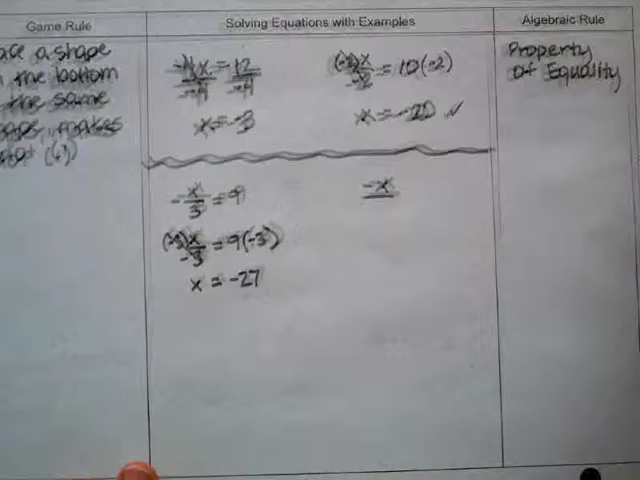 Game Rule
Solving Equations with Examples
Algebraic Rule
ace a shape
the bottom
the same
-4x = 12
-4 -4
x = -3
(-2)x = 10(-2)
-2
x = -20 ✓
Property
of Equality
-x/3 = 9
(-3)x = 9(-3)
-3
x = -27
-x